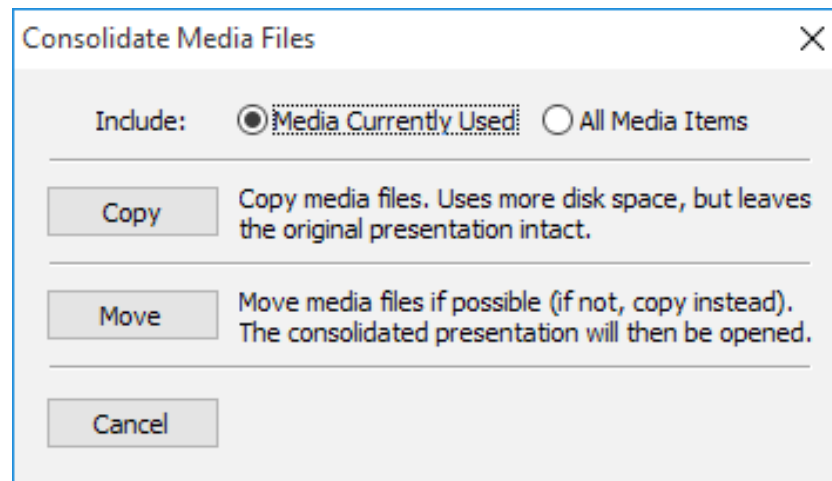 Consolidate Media Files
Include: Media Currently Used All Media Items
Copy
Copy media files. Uses more disk space, but leaves
the original presentation intact.
Move
Move media files if possible (if not, copy instead).
The consolidated presentation will then be opened.
Cancel